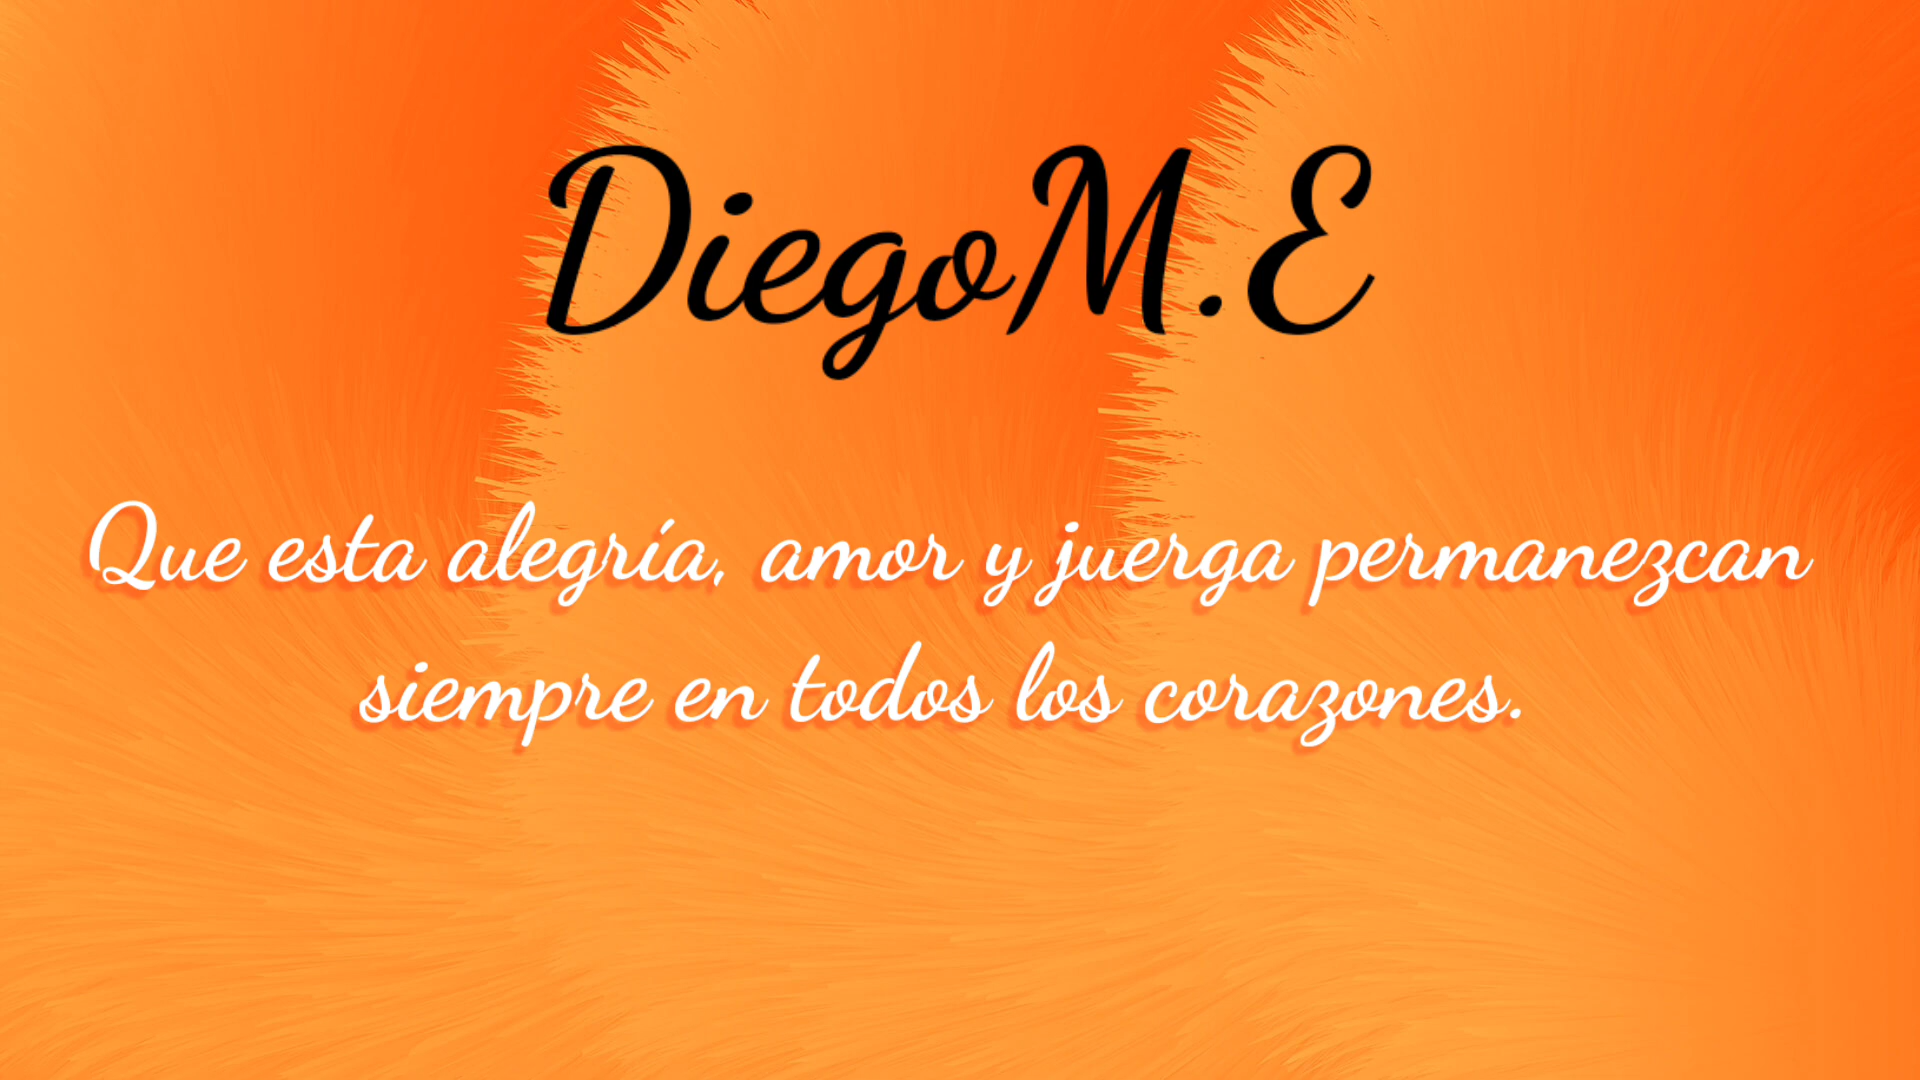 DiegoM.E
Que esta alegría, amor y juerga permanezcan
siempre en todos los corazones.